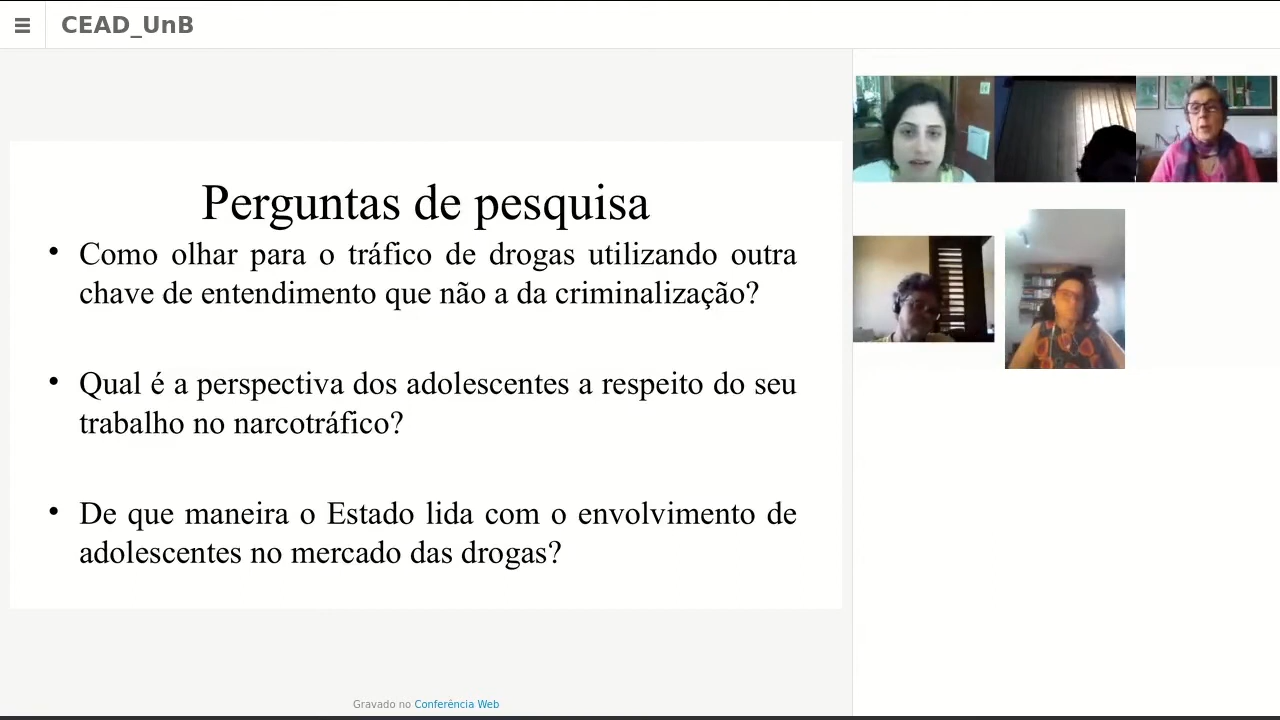 CEAD_UnB
Perguntas de pesquisa
• Como olhar para o tráfico de drogas utilizando outra
chave de entendimento que não a da criminalização?
• Qual é a perspectiva dos adolescentes a respeito do seu
trabalho no narcotráfico?
• De que maneira o Estado lida com o envolvimento de
adolescentes no mercado das drogas?
Gravado no Conferência Web